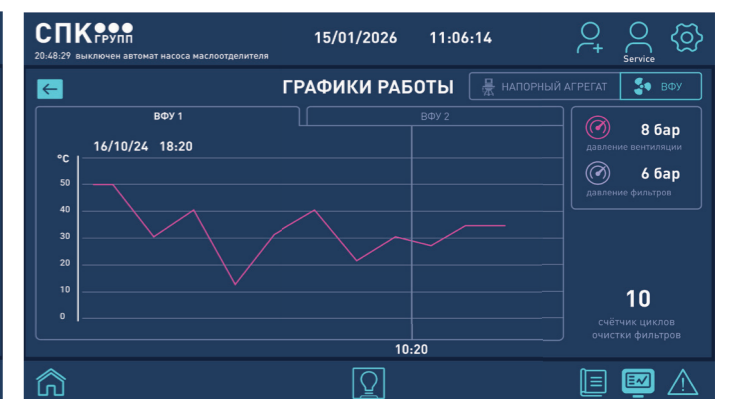 СПК ГРУПП
15/01/2026 11:06:14
20:48:29 выключен автомат насоса маслоотделителя
Service
ГРАФИКИ РАБОТЫ
НАПОРНЫЙ АГРЕГАТ
ВФУ
ВФУ 1
ВФУ 2
16/10/24 18:20
°C
50
40
30
20
10
0
10:20
8 бар
давление вентиляции
6 бар
давление фильтров
10
счётчик циклов
очистки фильтров